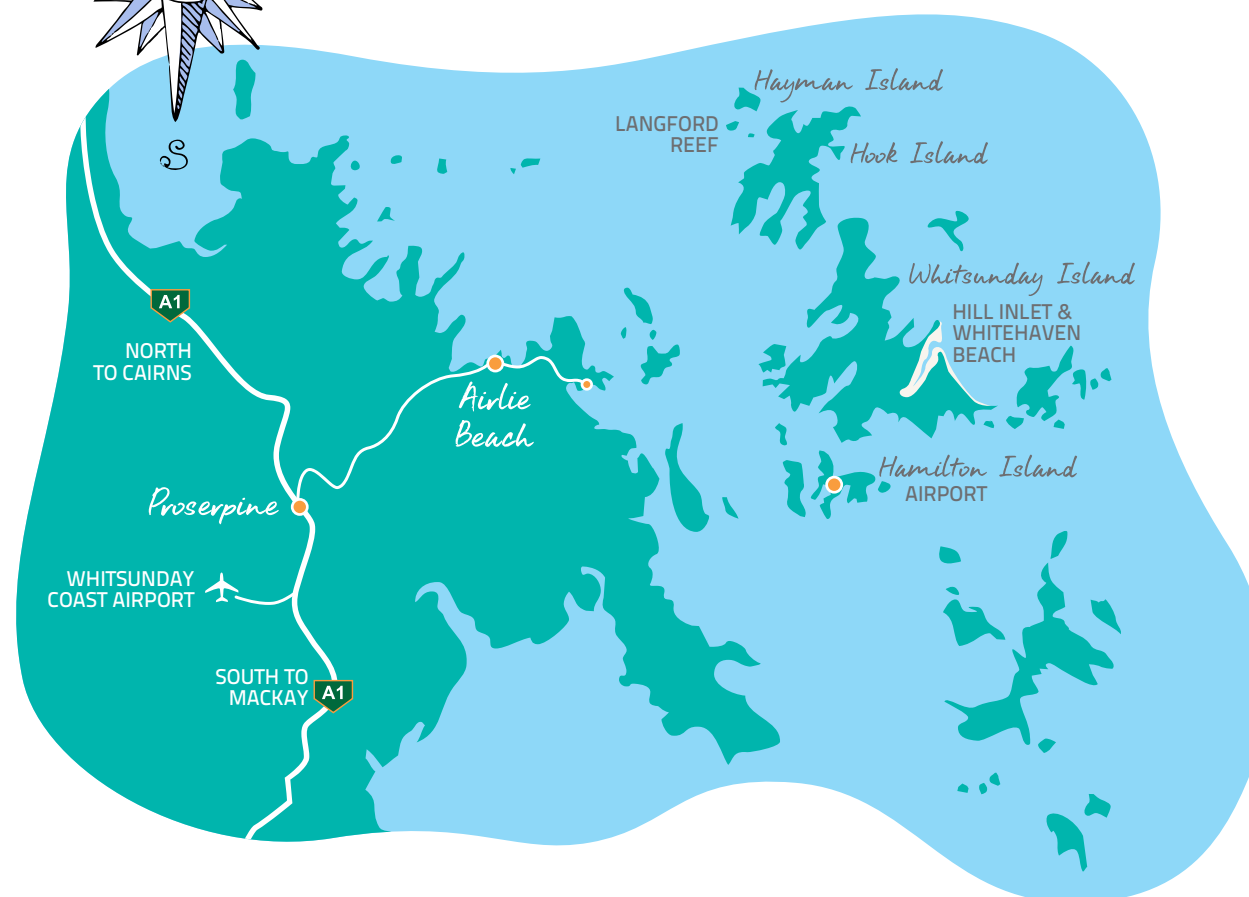 Hayman Island
LANGFORD
REEF
S
Hook Island
Whitsunday Island
A1
HILL INLET &
WHITEHAVEN
BEACH
NORTH
TO CAIRNS
Airlie
Beach
Hamilton Island
AIRPORT
Proserpine
WHITSUNDAY
COAST AIRPORT
SOUTH TO
MACKAY
A1